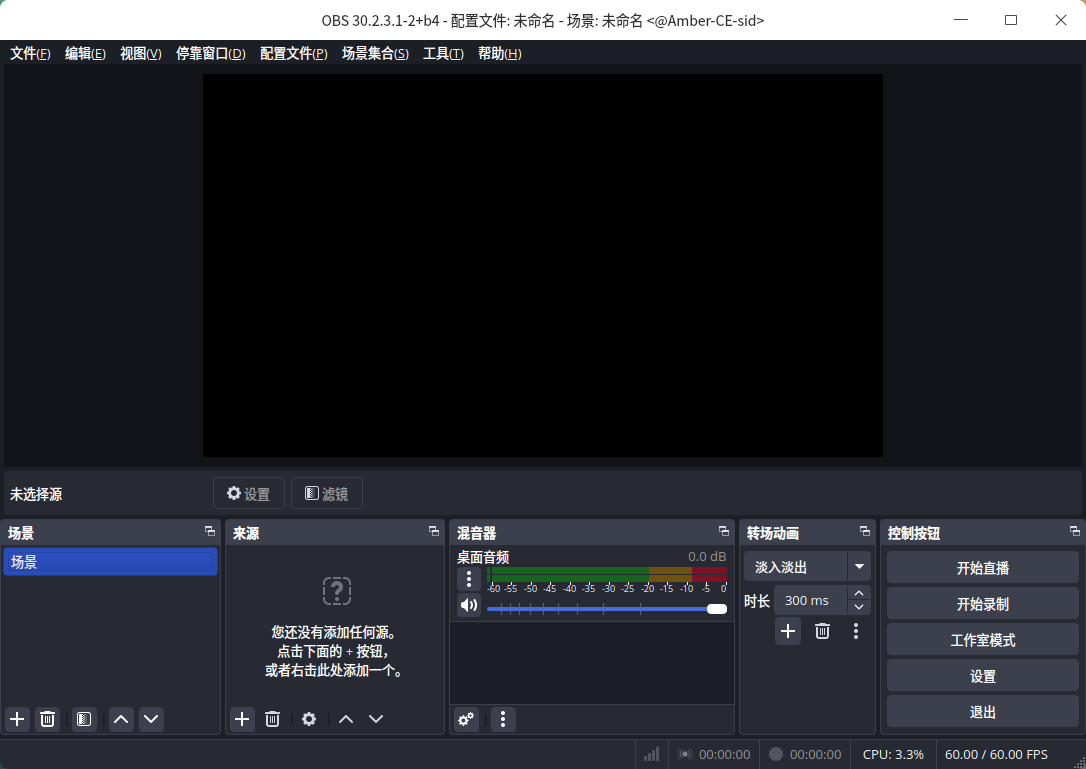 OBS 30.2.3.1-2+b4 - 配置文件: 未命名 - 场景: 未命名 <@Amber-CE-sid>
文件(F) 编辑(E) 视图(V) 停靠窗口(D) 配置文件(P) 场景集合(S) 工具(T) 帮助(H)
未选择源 设置 滤镜
场景
场景
来源
您还没有添加任何源。
点击下面的 + 按钮，
或者右击此处添加一个。
混音器
桌面音频 0.0 dB
-60 -55 -50 -45 -40 -35 -30 -25 -20 -15 -10 -5 0
转场动画
淡入淡出
时长 300 ms
控制按钮
开始直播
开始录制
工作室模式
设置
退出
00:00:00 00:00:00 CPU: 3.3% 60.00 / 60.00 FPS